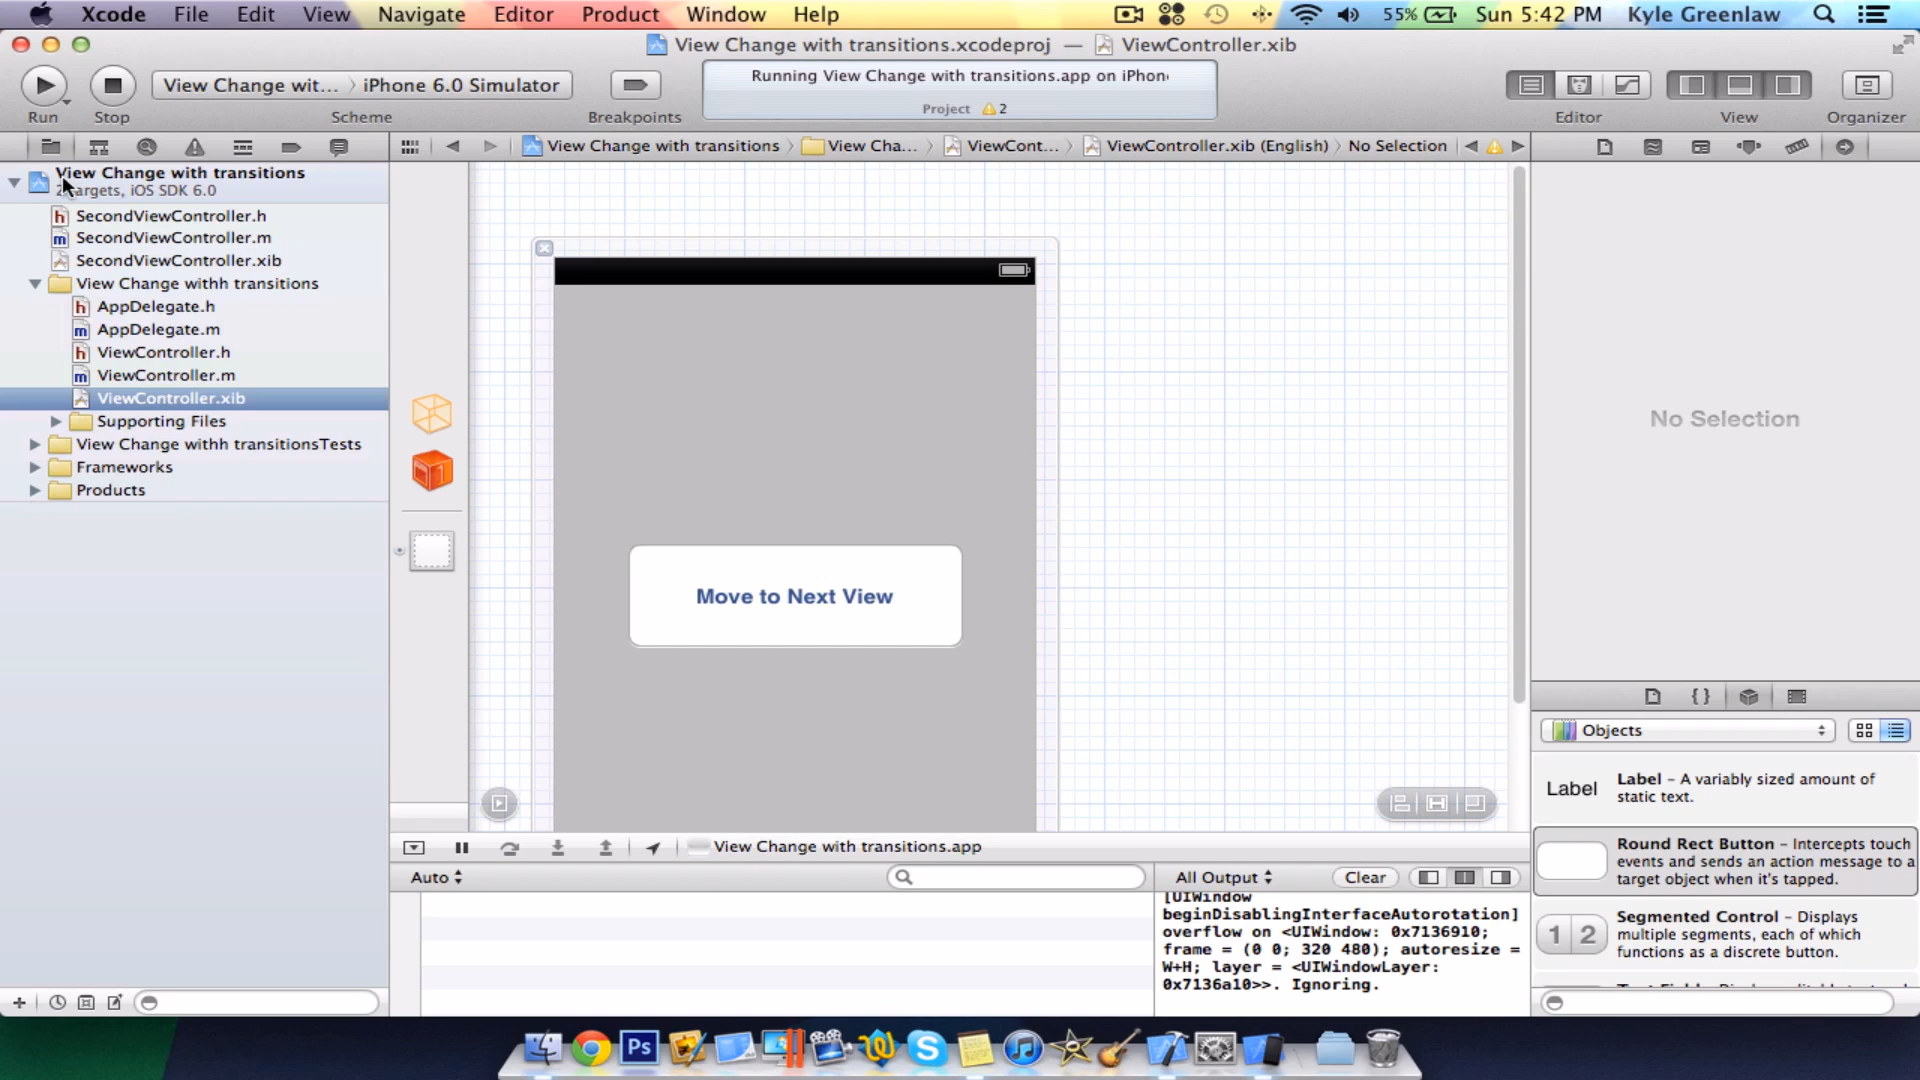 Xcode File Edit View Navigate Editor Product Window Help 55% Sun 5:42 PM Kyle Greenlaw
View Change with transitions.xcodeproj — ViewController.xib
View Change wit... iPhone 6.0 Simulator
Running View Change with transitions.app on iPhon
Project 2
Run Stop Scheme Breakpoints Editor View Organizer
View Change with transitions View Cha... ViewCont... ViewController.xib (English) No Selection
View Change with transitions
2 targets, iOS SDK 6.0
SecondViewController.h
SecondViewController.m
SecondViewController.xib
View Change withh transitions
AppDelegate.h
AppDelegate.m
ViewController.h
ViewController.m
ViewController.xib
Supporting Files
View Change withh transitionsTests
Frameworks
Products
Move to Next View
No Selection
Objects
Label
Label – A variably sized amount of
static text.
Round Rect Button – Intercepts touch
events and sends an action message to a
target object when it's tapped.
1 2
Segmented Control – Displays
multiple segments, each of which
functions as a discrete button.
View Change with transitions.app
Auto
All Output Clear
[UIWindow
beginDisablingInterfaceAutorotation]
overflow on <UIWindow: 0x7136910;
frame = (0 0; 320 480); autoresize =
W+H; layer = <UIWindowLayer:
0x7136a10>>. Ignoring.
Ps